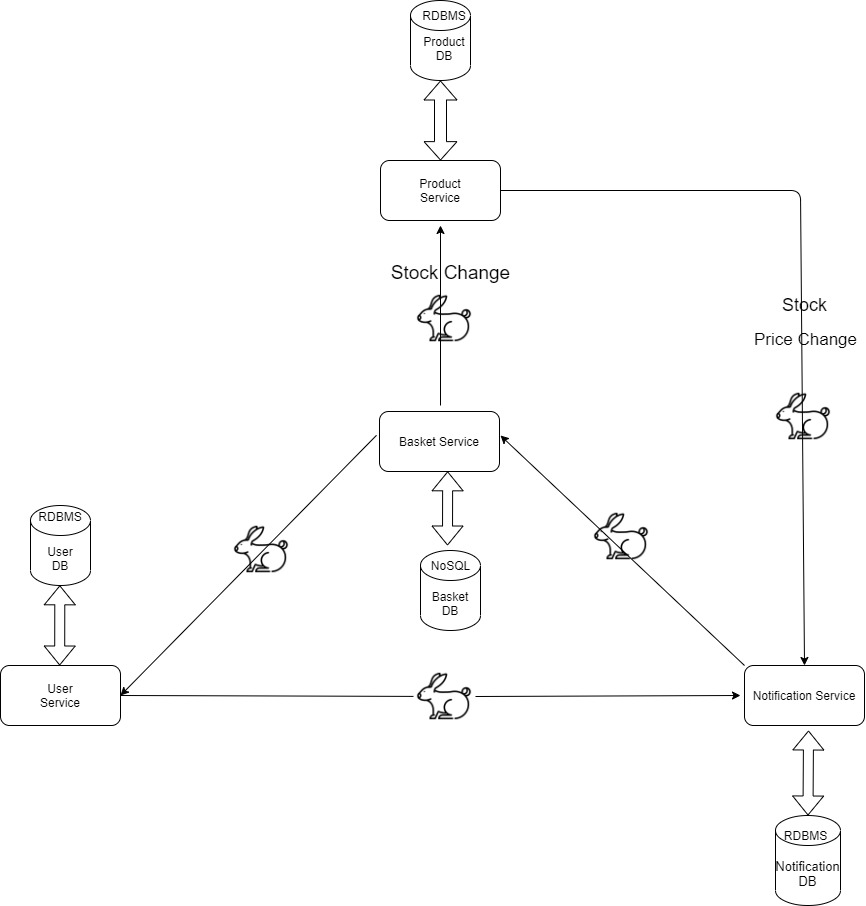 RDBMS
Product
DB
Product
Service
Stock Change
Stock
Price Change
Basket Service
RDBMS
User
DB
NoSQL
Basket
DB
User
Service
Notification Service
RDBMS
Notification
DB